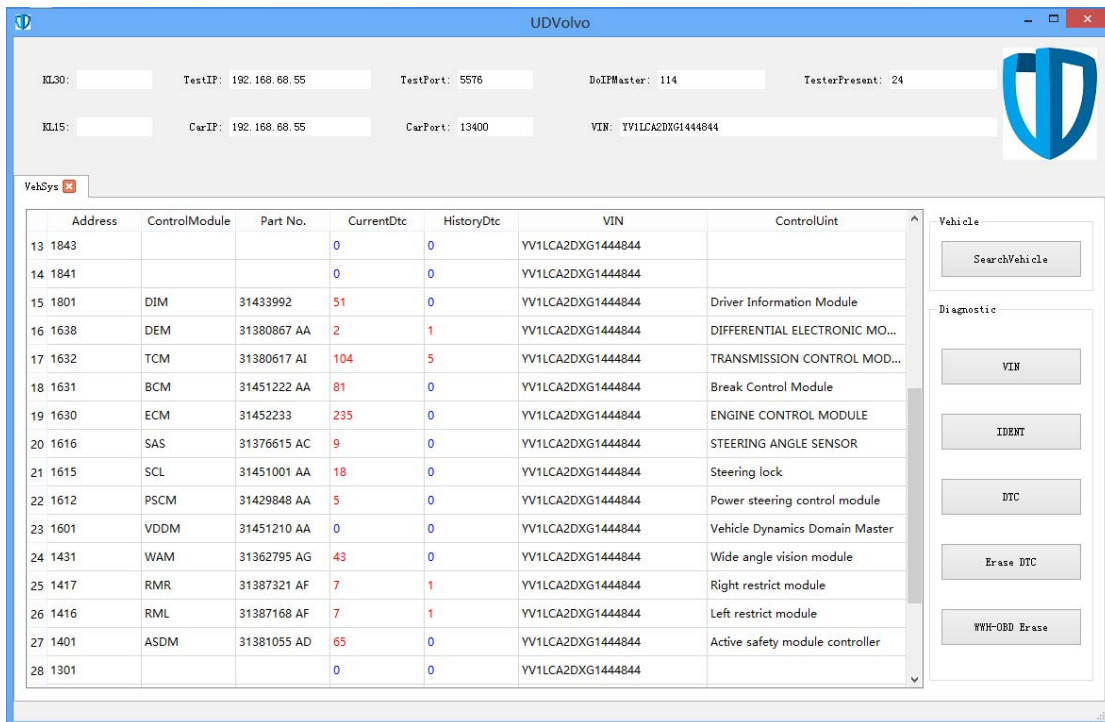 UDVolvo
KL30: TestIP: 192.168.68.55 TestPort: 5576 DoIPMaster: 114 TesterPresent: 24
KL15: CarIP: 192.168.68.55 CarPort: 13400 VIN: YV1LCA2DXG1444844
VehSys
Address ControlModule Part No. CurrentDtc HistoryDtc VIN ControlUint
13 1843 0 0 YV1LCA2DXG1444844
14 1841 0 0 YV1LCA2DXG1444844
15 1801 DIM 31433992 51 0 YV1LCA2DXG1444844 Driver Information Module
16 1638 DEM 31380867 AA 2 1 YV1LCA2DXG1444844 DIFFERENTIAL ELECTRONIC MO...
17 1632 TCM 31380617 AI 104 5 YV1LCA2DXG1444844 TRANSMISSION CONTROL MOD...
18 1631 BCM 31451222 AA 81 0 YV1LCA2DXG1444844 Break Control Module
19 1630 ECM 31452233 235 0 YV1LCA2DXG1444844 ENGINE CONTROL MODULE
20 1616 SAS 31376615 AC 9 0 YV1LCA2DXG1444844 STEERING ANGLE SENSOR
21 1615 SCL 31451001 AA 18 0 YV1LCA2DXG1444844 Steering lock
22 1612 PSCM 31429848 AA 5 0 YV1LCA2DXG1444844 Power steering control module
23 1601 VDDM 31451210 AA 0 0 YV1LCA2DXG1444844 Vehicle Dynamics Domain Master
24 1431 WAM 31362795 AG 43 0 YV1LCA2DXG1444844 Wide angle vision module
25 1417 RMR 31387321 AF 7 1 YV1LCA2DXG1444844 Right restrict module
26 1416 RML 31387168 AF 7 1 YV1LCA2DXG1444844 Left restrict module
27 1401 ASDM 31381055 AD 65 0 YV1LCA2DXG1444844 Active safety module controller
28 1301 0 0 YV1LCA2DXG1444844
Vehicle
SearchVehicle
Diagnostic
VIN
IDENT
DTC
Erase DTC
WWH-OBD Erase